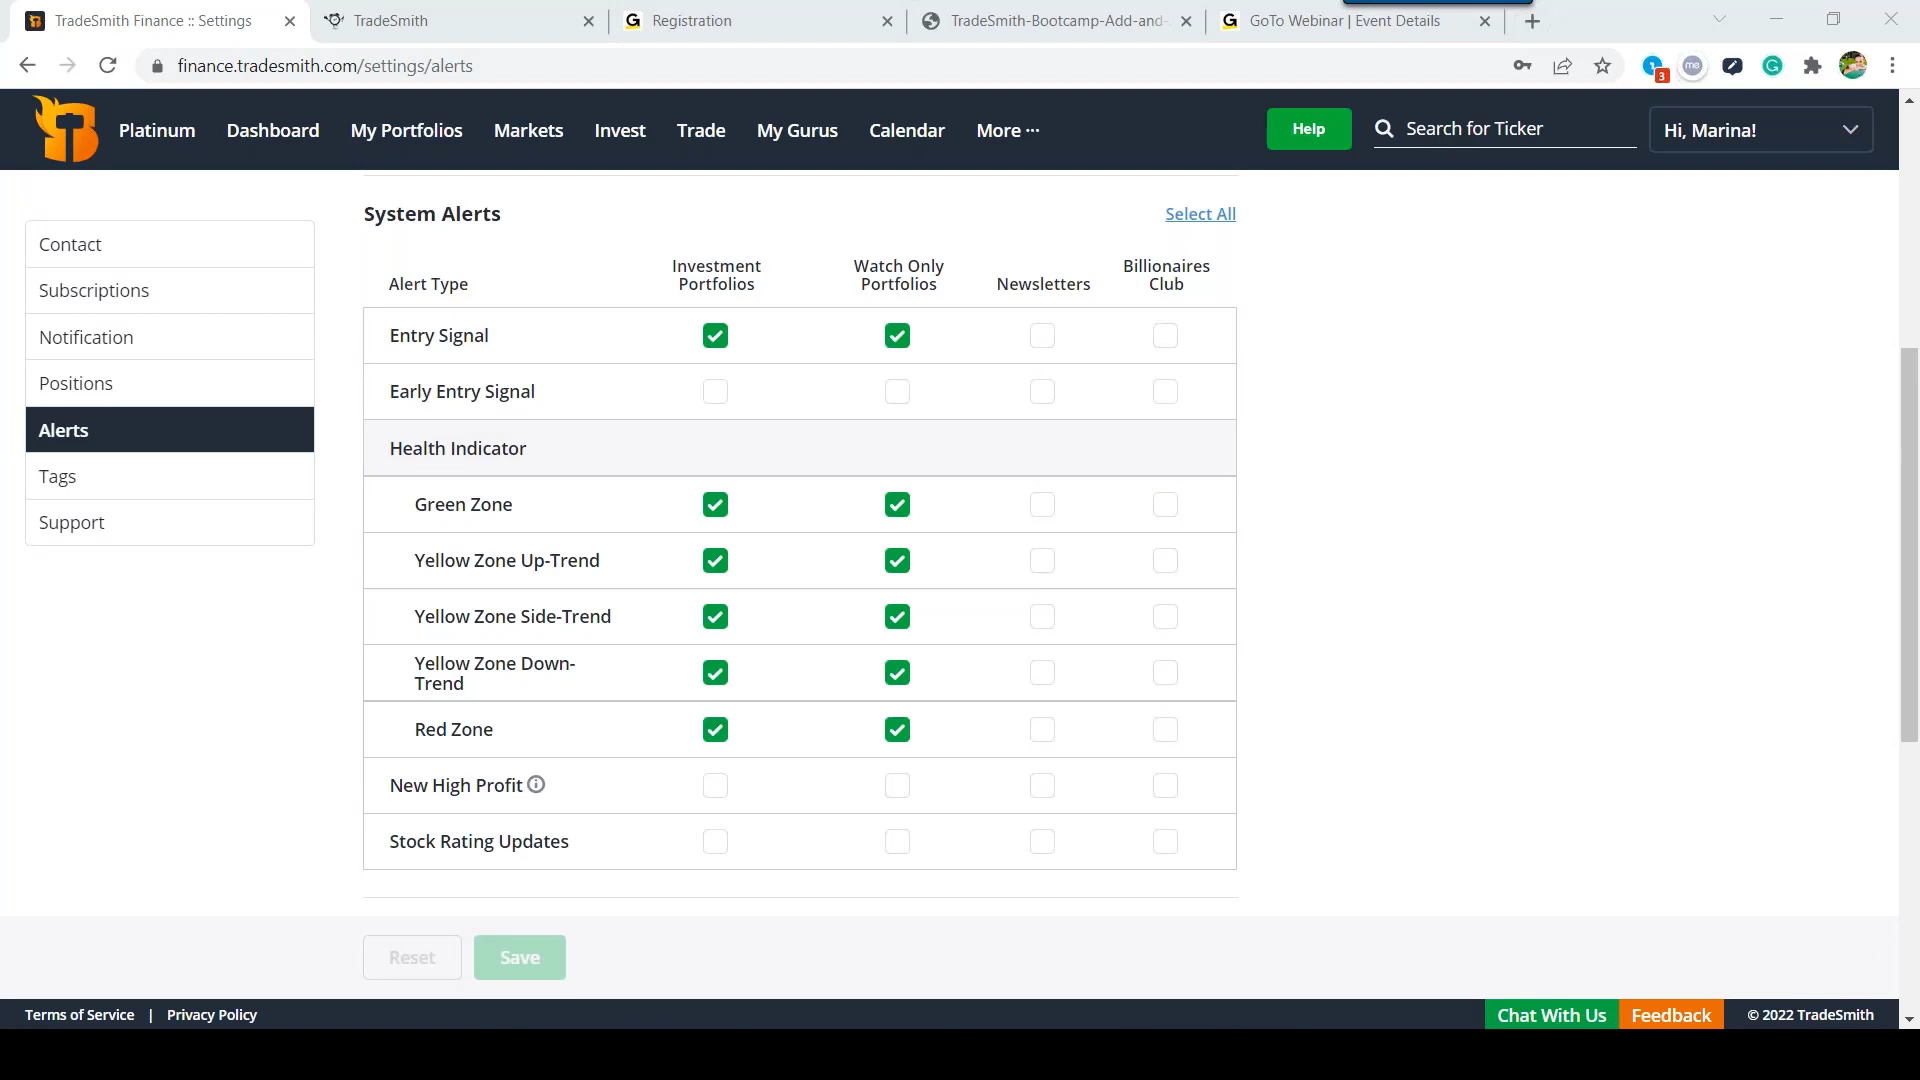 TradeSmith Finance :: Settings
TradeSmith
G Registration
TradeSmith-Bootcamp-Add-and-
G GoTo Webinar | Event Details
finance.tradesmith.com/settings/alerts
3
me
Platinum Dashboard My Portfolios Markets Invest Trade My Gurus Calendar More ···
Help
Search for Ticker
Hi, Marina!
Contact
Subscriptions
Notification
Positions
Alerts
Tags
Support
System Alerts
Select All
Alert Type
Investment
Portfolios
Watch Only
Portfolios
Newsletters
Billionaires
Club
Entry Signal
Early Entry Signal
Health Indicator
Green Zone
Yellow Zone Up-Trend
Yellow Zone Side-Trend
Yellow Zone Down-
Trend
Red Zone
New High Profit
Stock Rating Updates
Reset Save
Terms of Service | Privacy Policy
Chat With Us Feedback © 2022 TradeSmith